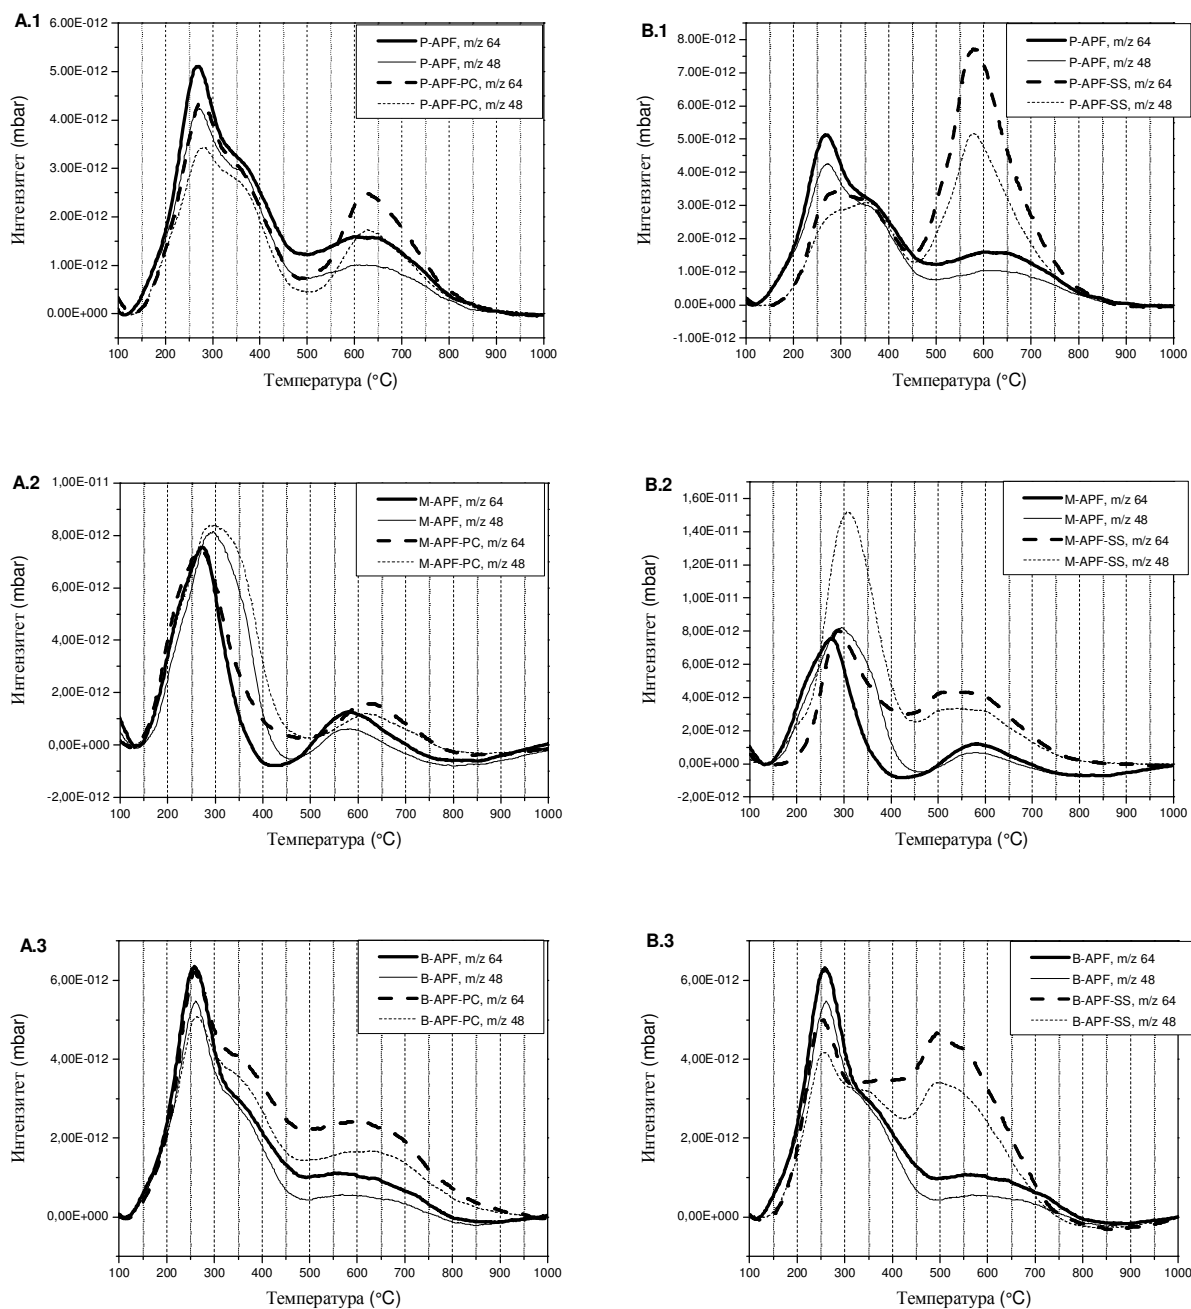 A.1
6.00E-012
5.00E-012
4.00E-012
3.00E-012
2.00E-012
1.00E-012
0.00E+000
Интензитет (mbar)
P-APF, m/z 64
P-APF, m/z 48
P-APF-PC, m/z 64
P-APF-PC, m/z 48
100 200 300 400 500 600 700 800 900 1000
Температура (°C)
B.1
8.00E-012
7.00E-012
6.00E-012
5.00E-012
4.00E-012
3.00E-012
2.00E-012
1.00E-012
0.00E+000
-1.00E-012
Интензитет (mbar)
P-APF, m/z 64
P-APF, m/z 48
P-APF-SS, m/z 64
P-APF-SS, m/z 48
100 200 300 400 500 600 700 800 900 1000
Температура (°C)
A.2
1,00E-011
8,00E-012
6,00E-012
4,00E-012
2,00E-012
0,00E+000
-2,00E-012
Интензитет (mbar)
M-APF, m/z 64
M-APF, m/z 48
M-APF-PC, m/z 64
M-APF-PC, m/z 48
100 200 300 400 500 600 700 800 900 1000
Температура (°C)
B.2
1,60E-011
1,40E-011
1,20E-011
1,00E-011
8,00E-012
6,00E-012
4,00E-012
2,00E-012
0,00E+000
-2,00E-012
Интензитет (mbar)
M-APF, m/z 64
M-APF, m/z 48
M-APF-SS, m/z 64
M-APF-SS, m/z 48
100 200 300 400 500 600 700 800 900 1000
Температура (°C)
A.3
6,00E-012
4,00E-012
2,00E-012
0,00E+000
Интензитет (mbar)
B-APF, m/z 64
B-APF, m/z 48
B-APF-PC, m/z 64
B-APF-PC, m/z 48
100 200 300 400 500 600 700 800 900 1000
Температура (°C)
B.3
6,00E-012
4,00E-012
2,00E-012
0,00E+000
Интензитет (mbar)
B-APF, m/z 64
B-APF, m/z 48
B-APF-SS, m/z 64
B-APF-SS, m/z 48
100 200 300 400 500 600 700 800 900 1000
Температура (°C)